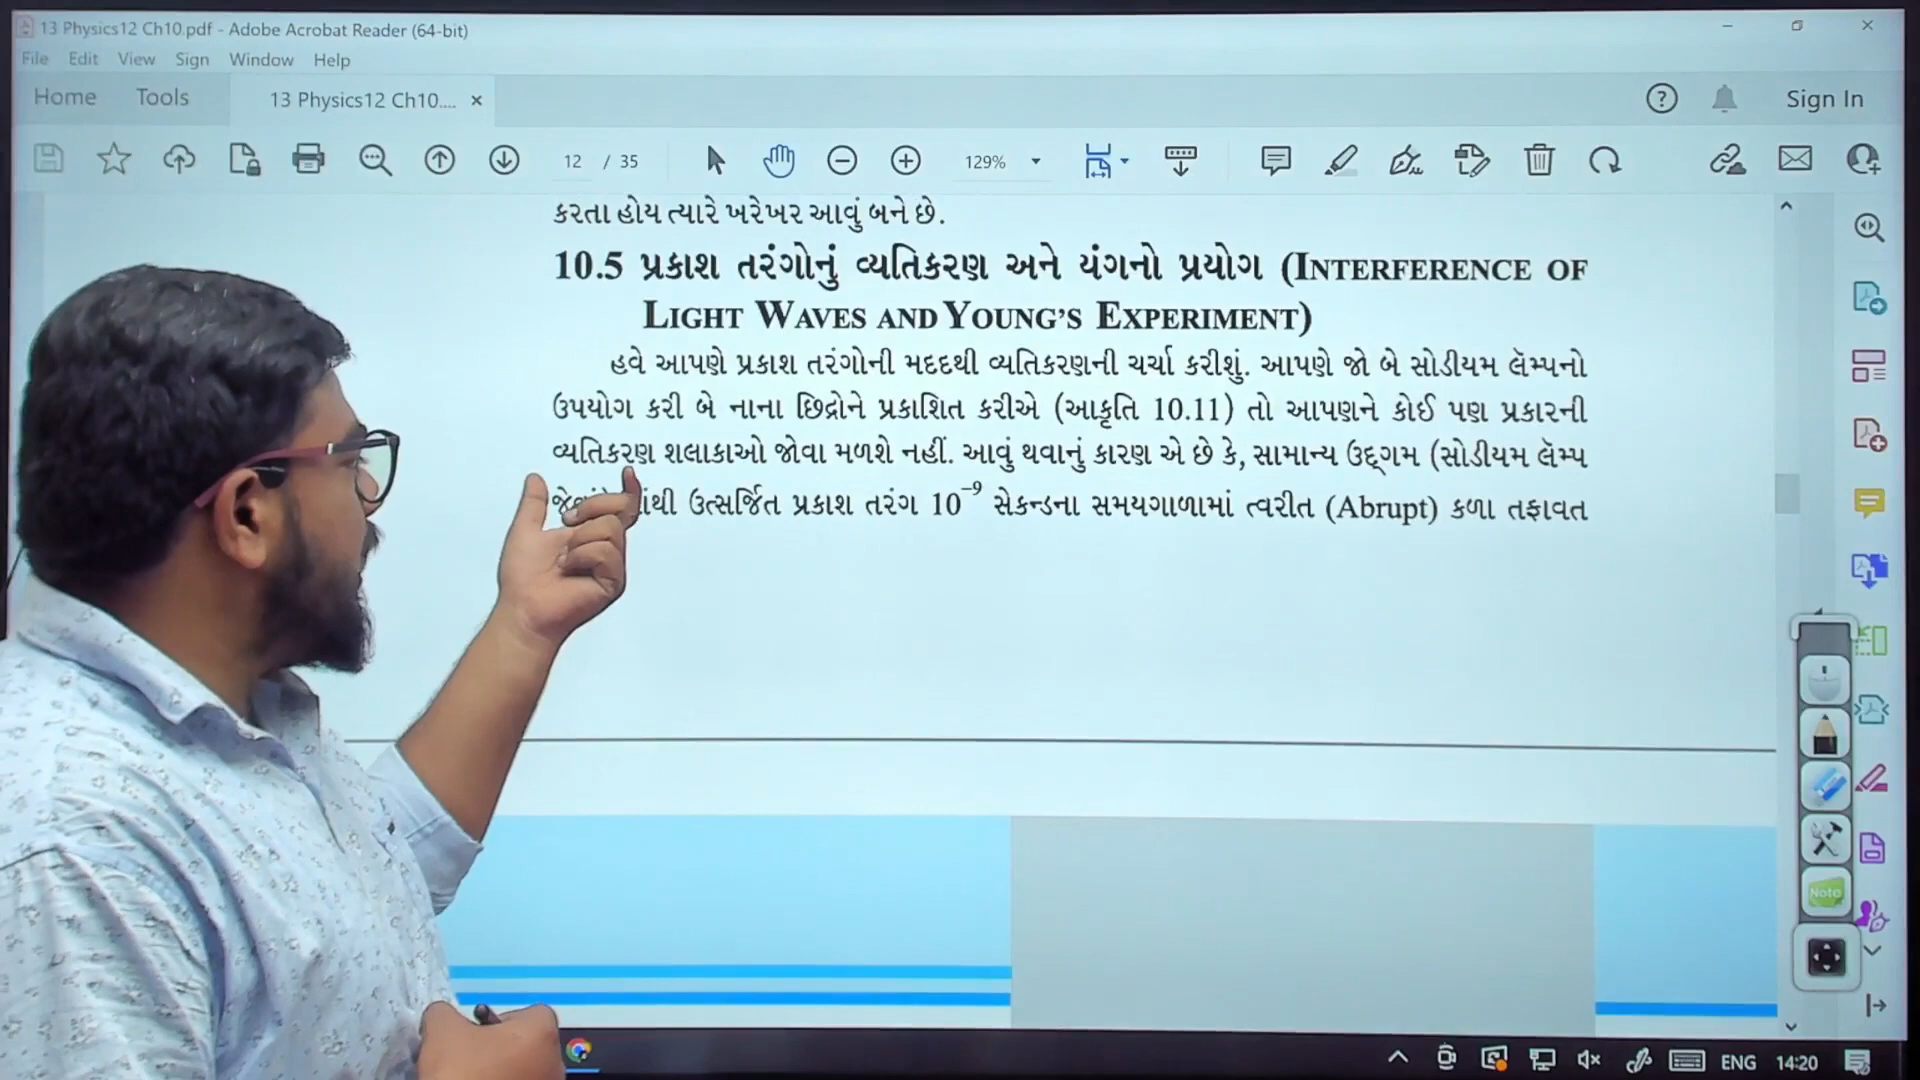 13 Physics12 Ch10.pdf - Adobe Acrobat Reader (64-bit)
File Edit View Sign Window Help
Home Tools 13 Physics12 Ch10.... × Sign In
12 / 35 129%
કરતા હોય ત્યારે ખરેખર આવું બને છે.
10.5 પ્રકાશ તરંગોનું વ્યતિકરણ અને યંગનો પ્રયોગ (INTERFERENCE OF
LIGHT WAVES AND YOUNG'S EXPERIMENT)
હવે આપણે પ્રકાશ તરંગોની મદદથી વ્યતિકરણની ચર્ચા કરીશું. આપણે જો બે સોડીયમ લૅમ્પનો
ઉપયોગ કરી બે નાના છિદ્રોને પ્રકાશિત કરીએ (આકૃતિ 10.11) તો આપણને કોઈ પણ પ્રકારની
વ્યતિકરણ શલાકાઓ જોવા મળશે નહીં. આવું થવાનું કારણ એ છે કે, સામાન્ય ઉદ્‌ગમ (સોડીયમ લૅમ્પ
ઉત્સર્જિત પ્રકાશ તરંગ 10⁻⁹ સેકન્ડના સમયગાળામાં ત્વરીત (Abrupt) કળા તફાવત
Note
ENG 14:20